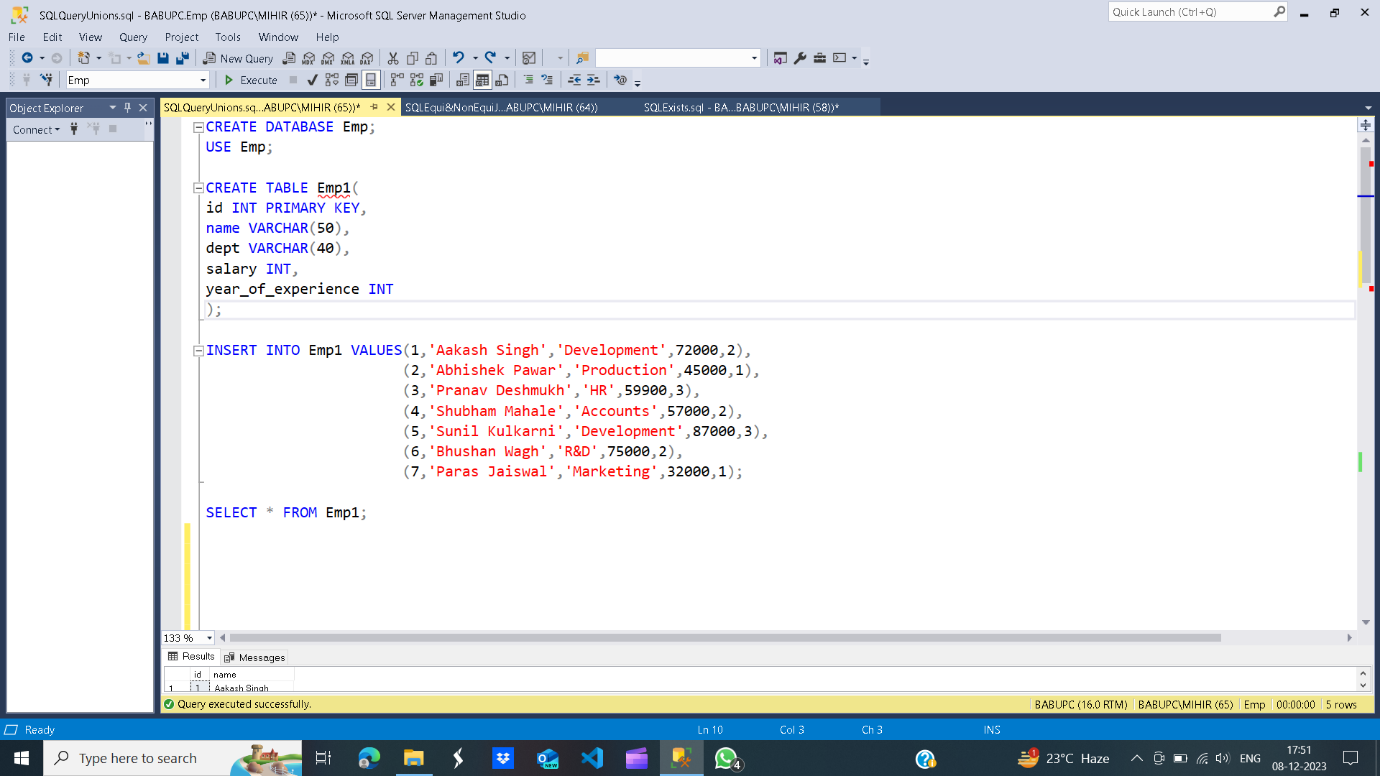 SQLQueryUnions.sql - BABUPC.Emp (BABUPC\MIHIR (65))* - Microsoft SQL Server Management Studio
Quick Launch (Ctrl+Q)
File Edit View Query Project Tools Window Help
New Query
Emp Execute
Object Explorer
SQLQueryUnions.sq...ABUPC\MIHIR (65))* SQLEqui&NonEquiJ...ABUPC\MIHIR (64)) SQLExists.sql - BA...BABUPC\MIHIR (58))*
Connect
CREATE DATABASE Emp;
USE Emp;
CREATE TABLE Emp1(
id INT PRIMARY KEY,
name VARCHAR(50),
dept VARCHAR(40),
salary INT,
year_of_experience INT
);
INSERT INTO Emp1 VALUES(1,'Aakash Singh','Development',72000,2),
(2,'Abhishek Pawar','Production',45000,1),
(3,'Pranav Deshmukh','HR',59900,3),
(4,'Shubham Mahale','Accounts',57000,2),
(5,'Sunil Kulkarni','Development',87000,3),
(6,'Bhushan Wagh','R&D',75000,2),
(7,'Paras Jaiswal','Marketing',32000,1);
SELECT * FROM Emp1;
133 %
Results Messages
id name
1 1 Aakash Singh
Query executed successfully. BABUPC (16.0 RTM) BABUPC\MIHIR (65) Emp 00:00:00 5 rows
Ready Ln 10 Col 3 Ch 3 INS
Type here to search
NEW
4
1
23°C Haze
ENG
17:51
08-12-2023